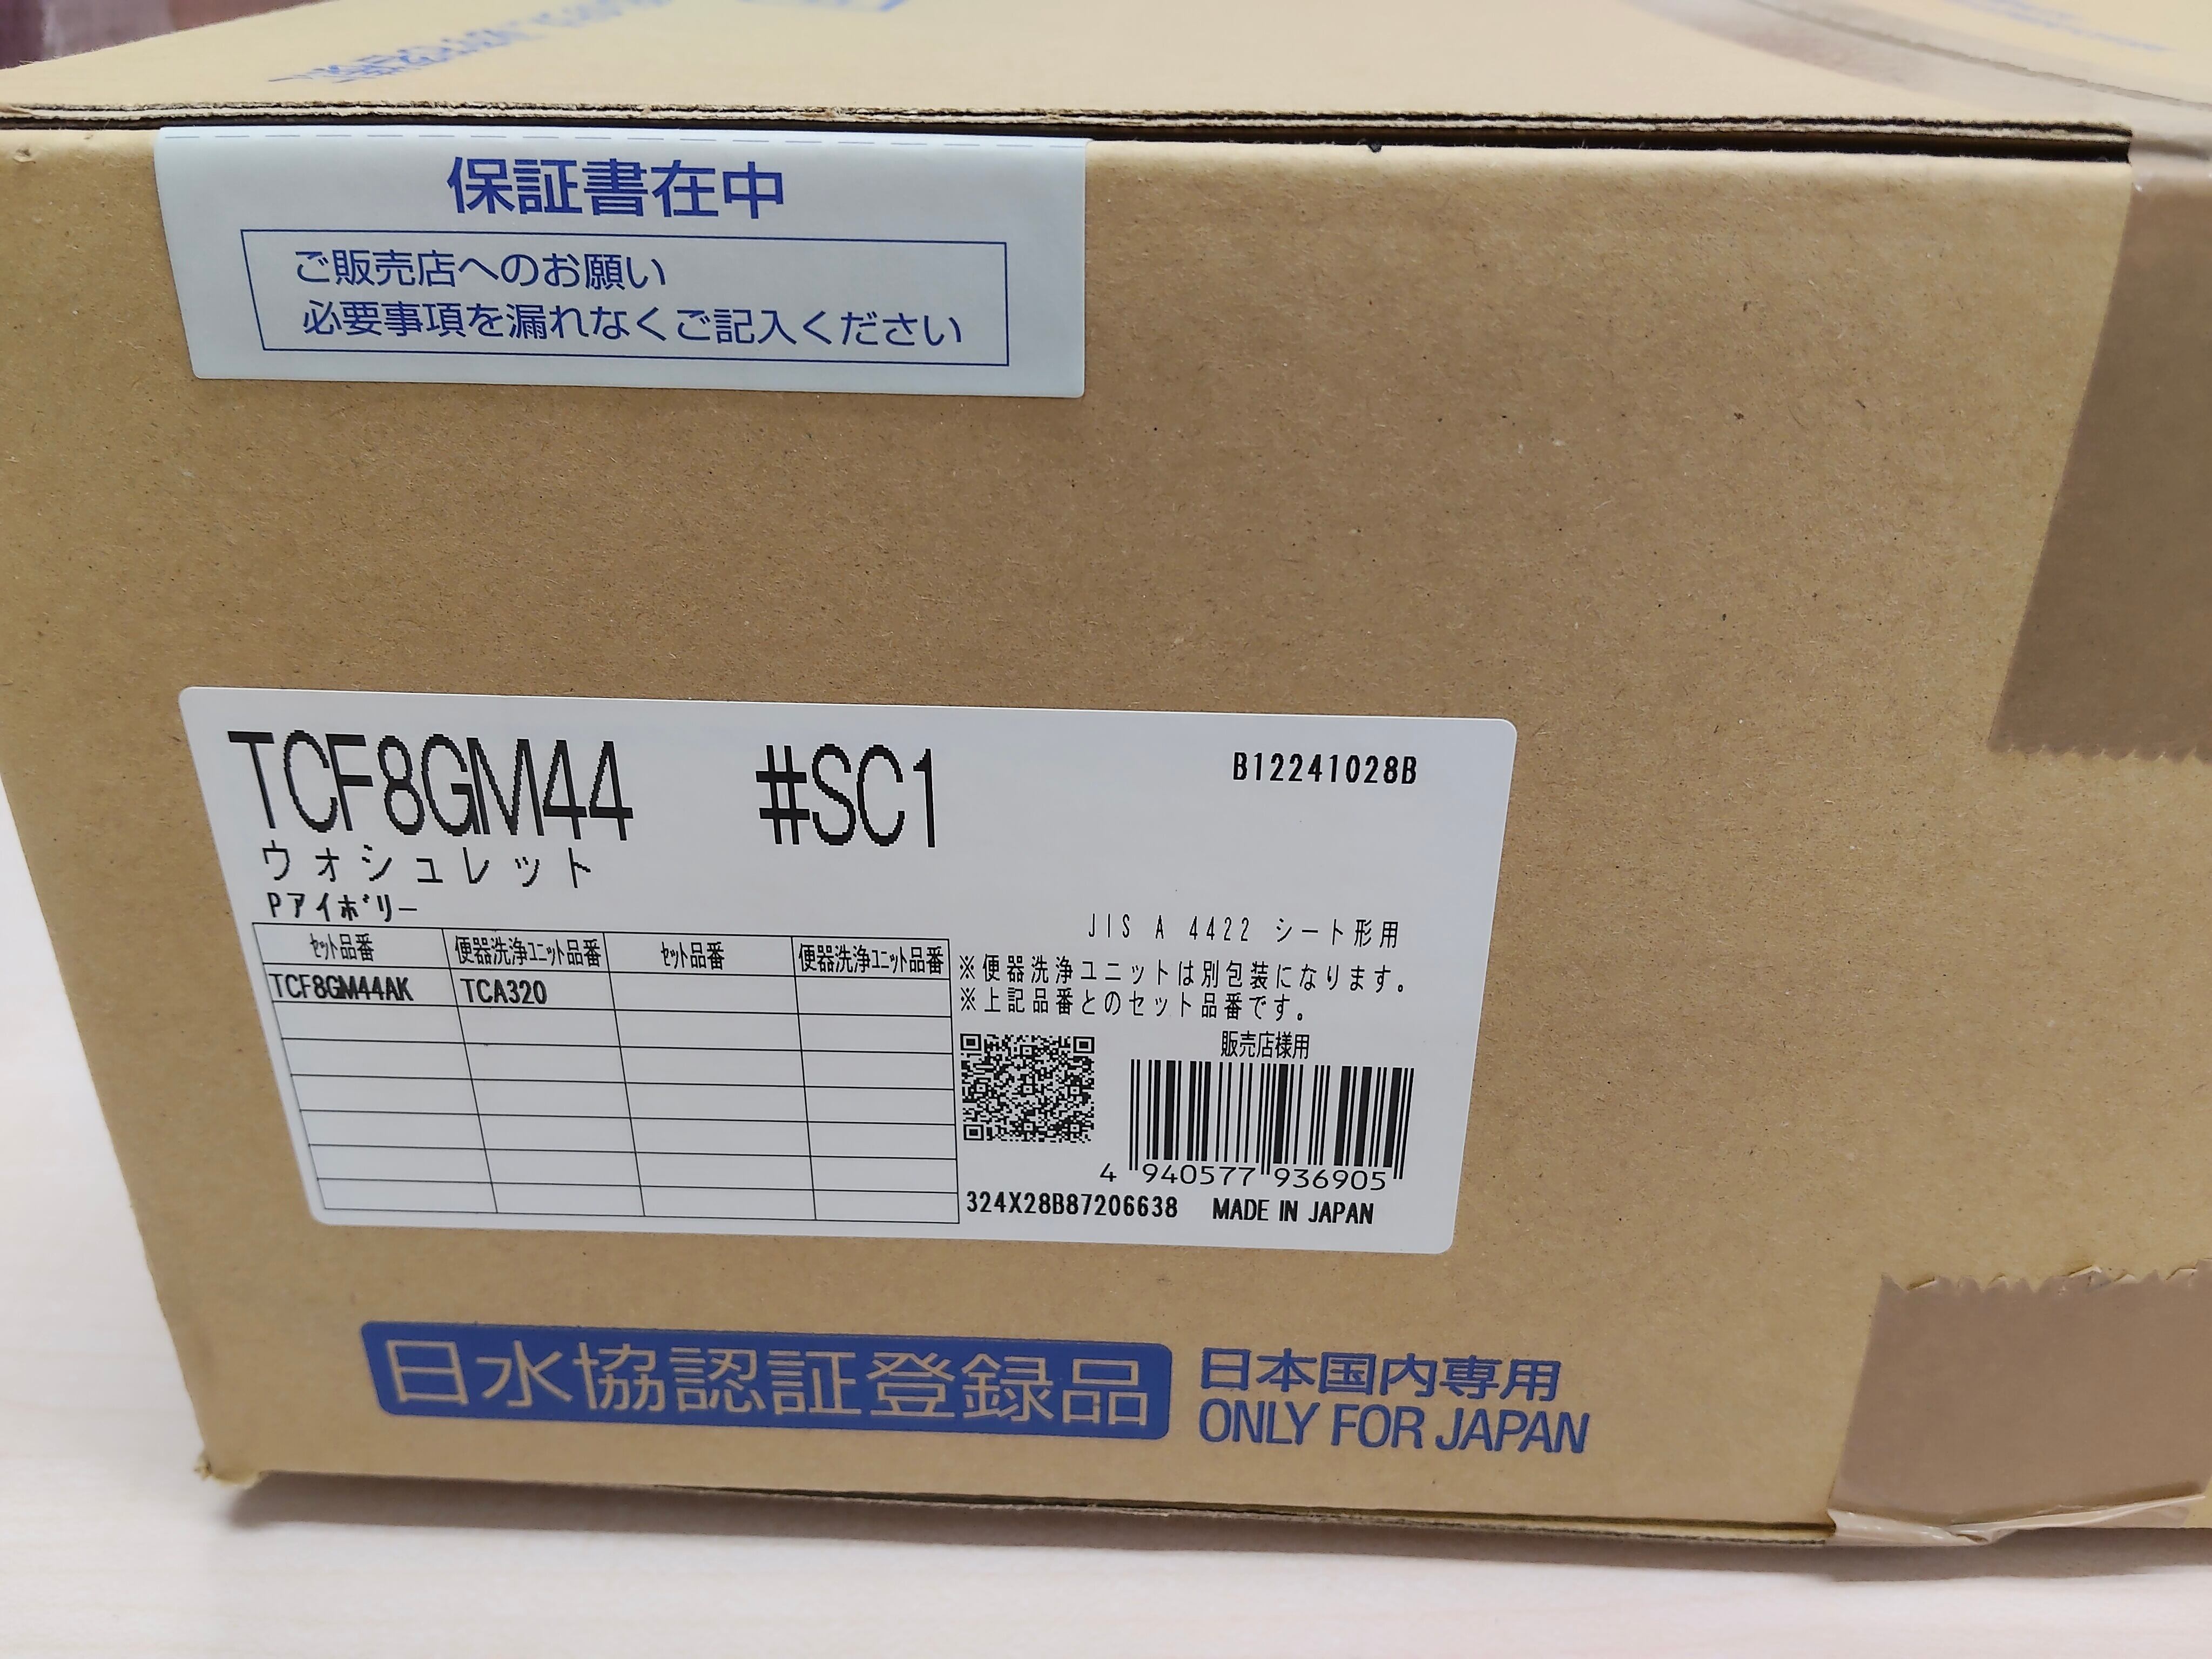 保証書在中
ご販売店へのお願い
必要事項を漏れなくご記入ください
TCF8GM44 #SC1
B12241028B
ウォシュレット
Pアイボリー
セット品番 便器洗浄ユニット品番 セット品番 便器洗浄ユニット品番
TCF8GM44AK TCA320
JIS A 4422 シート形用
※便器洗浄ユニットは別包装になります。
※上記品番とのセット品番です。
販売店様用
4 940577 936905
324X28B87206638 MADE IN JAPAN
日水協認証登録品
日本国内専用
ONLY FOR JAPAN